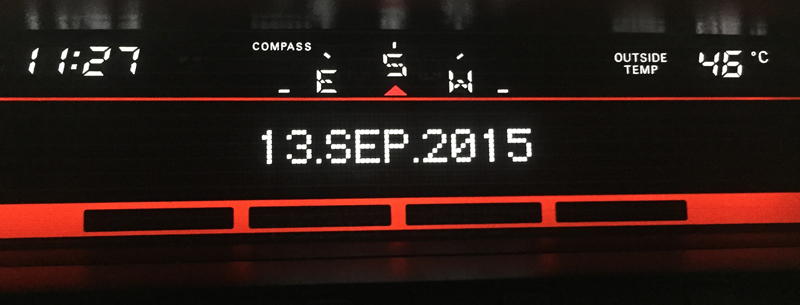 11:27 COMPASS E S W OUTSIDE TEMP 46°C
13.SEP.2015